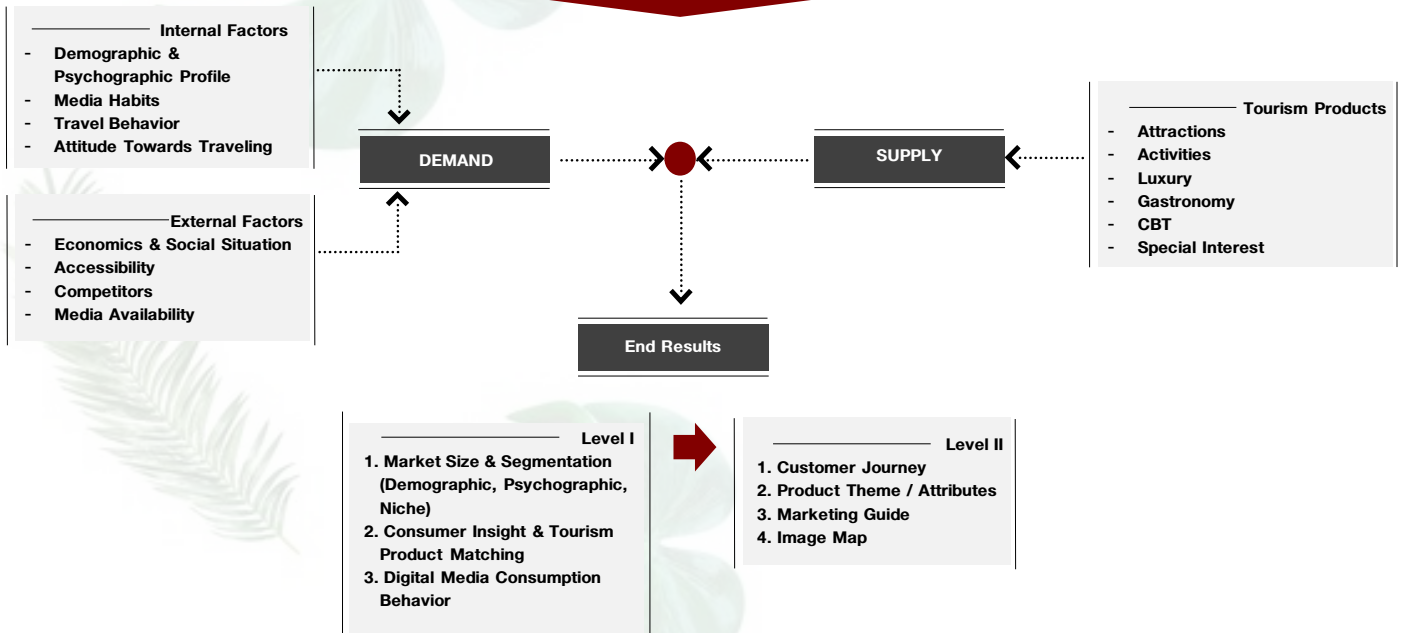 Internal Factors
- Demographic &
Psychographic Profile
- Media Habits
- Travel Behavior
- Attitude Towards Traveling
External Factors
- Economics & Social Situation
- Accessibility
- Competitors
- Media Availability
DEMAND
SUPPLY
Tourism Products
- Attractions
- Activities
- Luxury
- Gastronomy
- CBT
- Special Interest
End Results
Level I
1. Market Size & Segmentation
(Demographic, Psychographic,
Niche)
2. Consumer Insight & Tourism
Product Matching
3. Digital Media Consumption
Behavior
Level II
1. Customer Journey
2. Product Theme / Attributes
3. Marketing Guide
4. Image Map